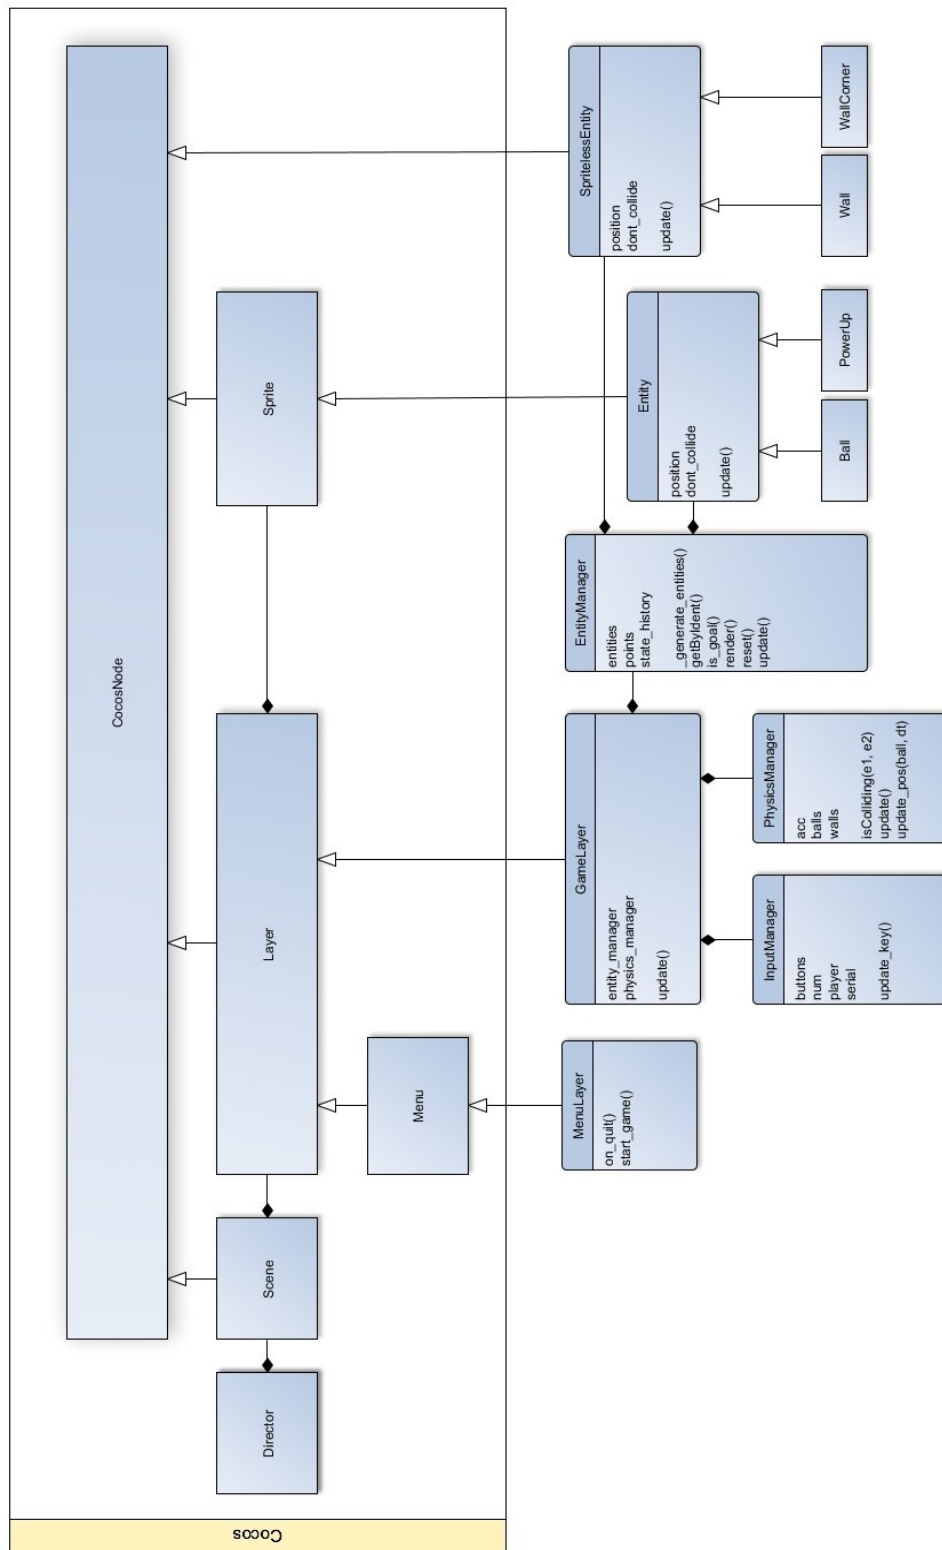 Cocos
CocosNode
Director
Scene
Layer
Sprite
Menu
MenuLayer
on_quit()
start_game()
GameLayer
entity_manager
physics_manager
update()
InputManager
buttons
num
player
serial
update_key()
PhysicsManager
acc
balls
walls
isColliding(e1, e2)
update()
update_pos(ball, dt)
EntityManager
entities
points
state_history
_generate_entities()
getByIdent()
is_goal()
render()
reset()
update()
Entity
position
dont_collide
update()
Ball
PowerUp
SpritelessEntity
position
dont_collide
update()
Wall
WallCorner